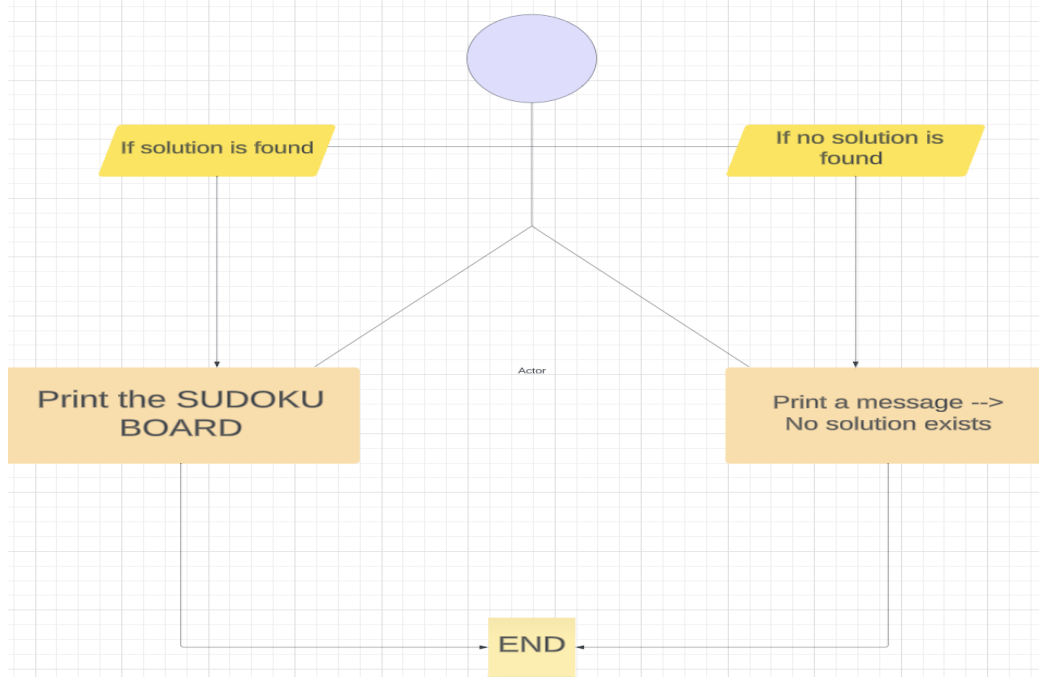 If solution is found
If no solution is
found
Actor
Print the SUDOKU
BOARD
Print a message -->
No solution exists
END